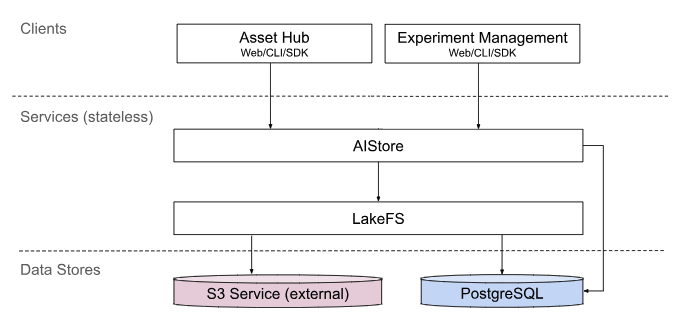 Clients
Asset Hub
Web/CLI/SDK
Experiment Management
Web/CLI/SDK
Services (stateless)
AIStore
LakeFS
Data Stores
S3 Service (external)
PostgreSQL